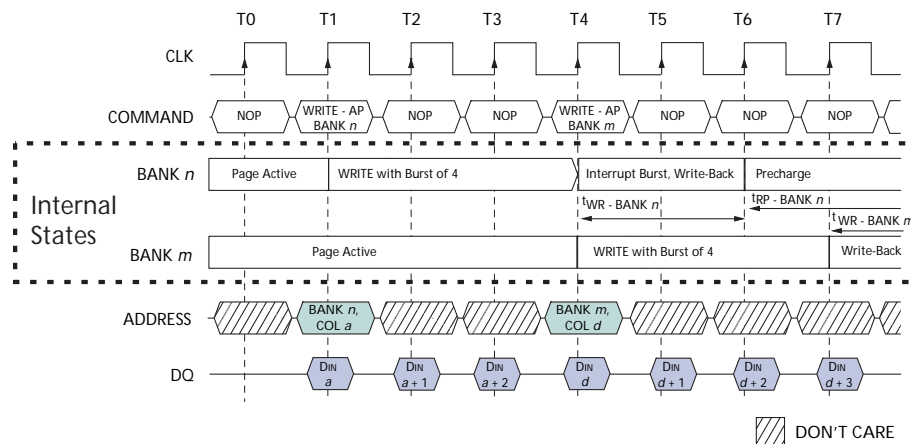 T0 T1 T2 T3 T4 T5 T6 T7
CLK
COMMAND NOP WRITE - AP BANK n NOP NOP WRITE - AP BANK m NOP NOP NOP
BANK n Page Active WRITE with Burst of 4 Interrupt Burst, Write-Back Precharge
tWR - BANK n tRP - BANK n
tWR - BANK m
Internal
States
BANK m Page Active WRITE with Burst of 4 Write-Back
ADDRESS BANK n, COL a BANK m, COL d
DQ DIN a DIN a + 1 DIN a + 2 DIN d DIN d + 1 DIN d + 2 DIN d + 3
DON'T CARE